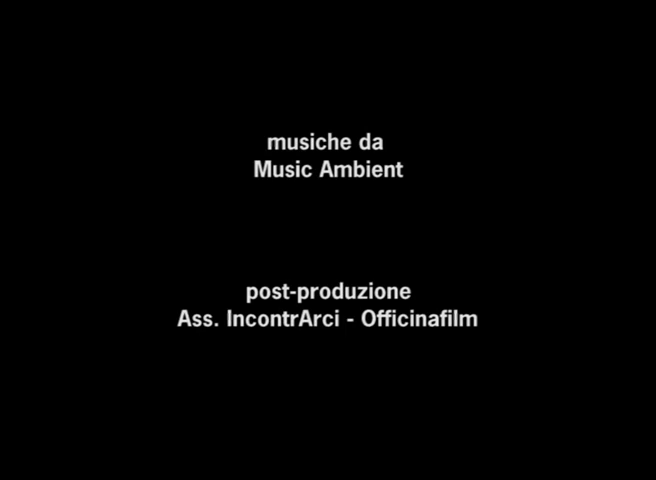 musiche da
Music Ambient
post-produzione
Ass. IncontrArci - Officinafilm